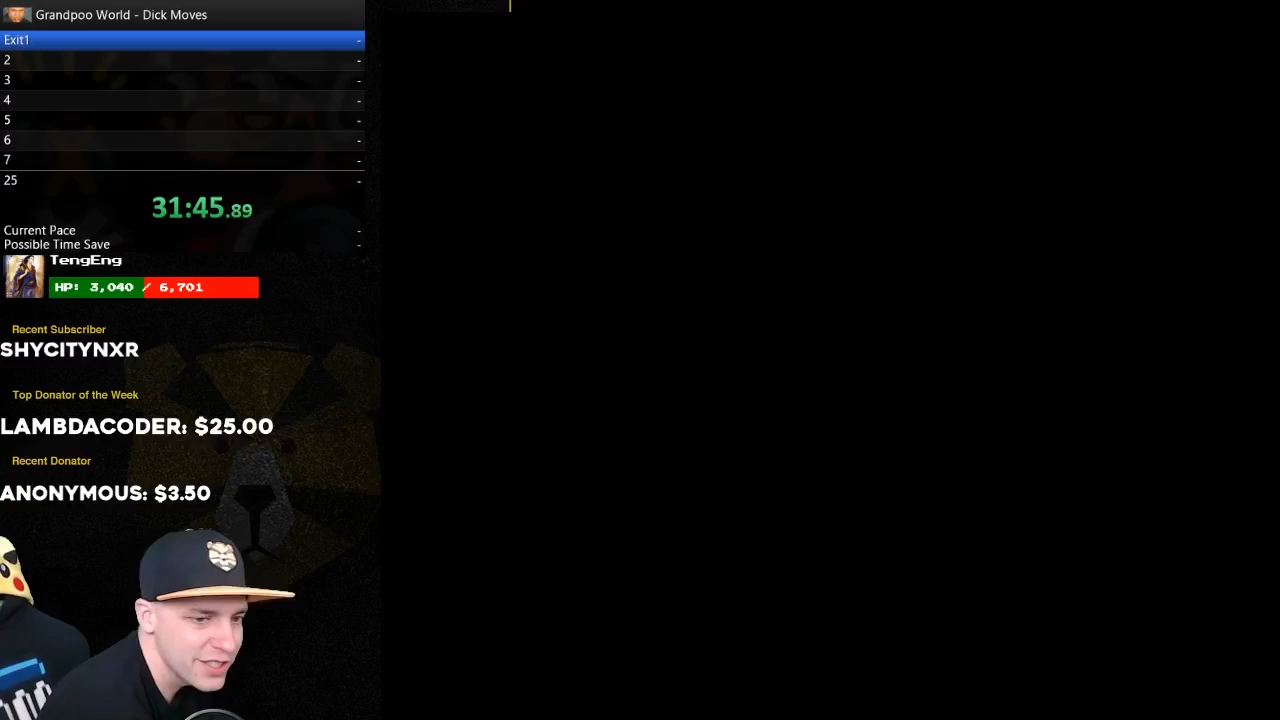 Grandpoo World - Dick Moves
Exit1 -
2 -
3 -
4 -
5 -
6 -
7 -
25 -
31:45.89
Current Pace -
Possible Time Save -
TengEng
HP: 3,040 / 6,701
Recent Subscriber
SHYCITYNXR
Top Donator of the Week
LAMBDACODER: $25.00
Recent Donator
ANONYMOUS: $3.50